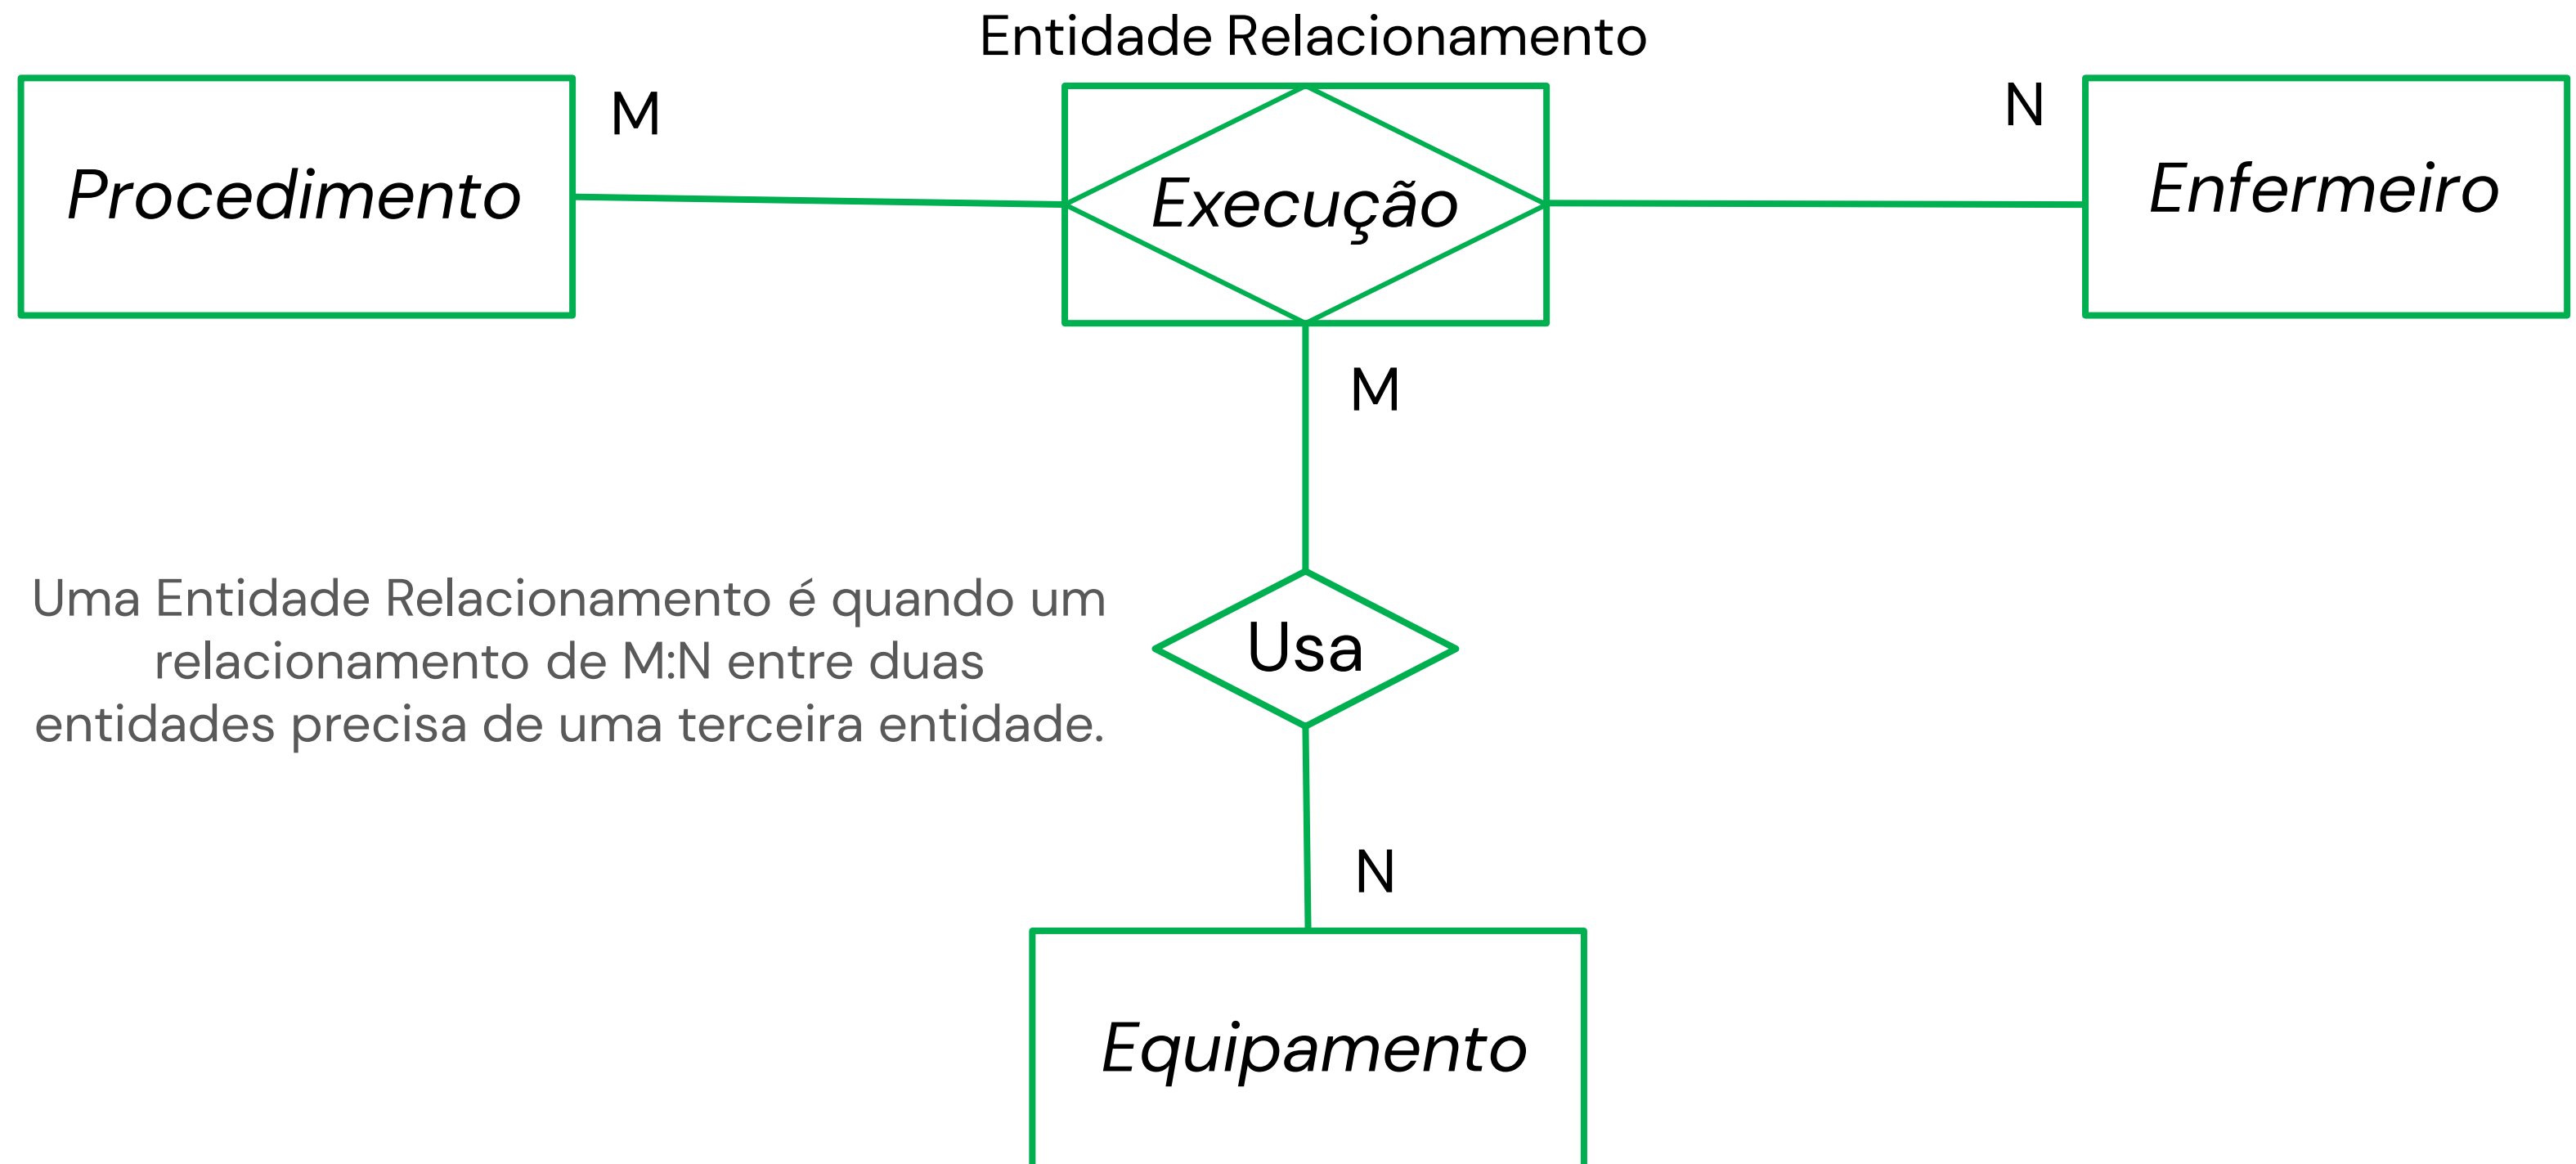 Entidade Relacionamento
M
N
Procedimento
Execução
Enfermeiro
M
Uma Entidade Relacionamento é quando um
relacionamento de M:N entre duas
entidades precisa de uma terceira entidade.
Usa
N
Equipamento